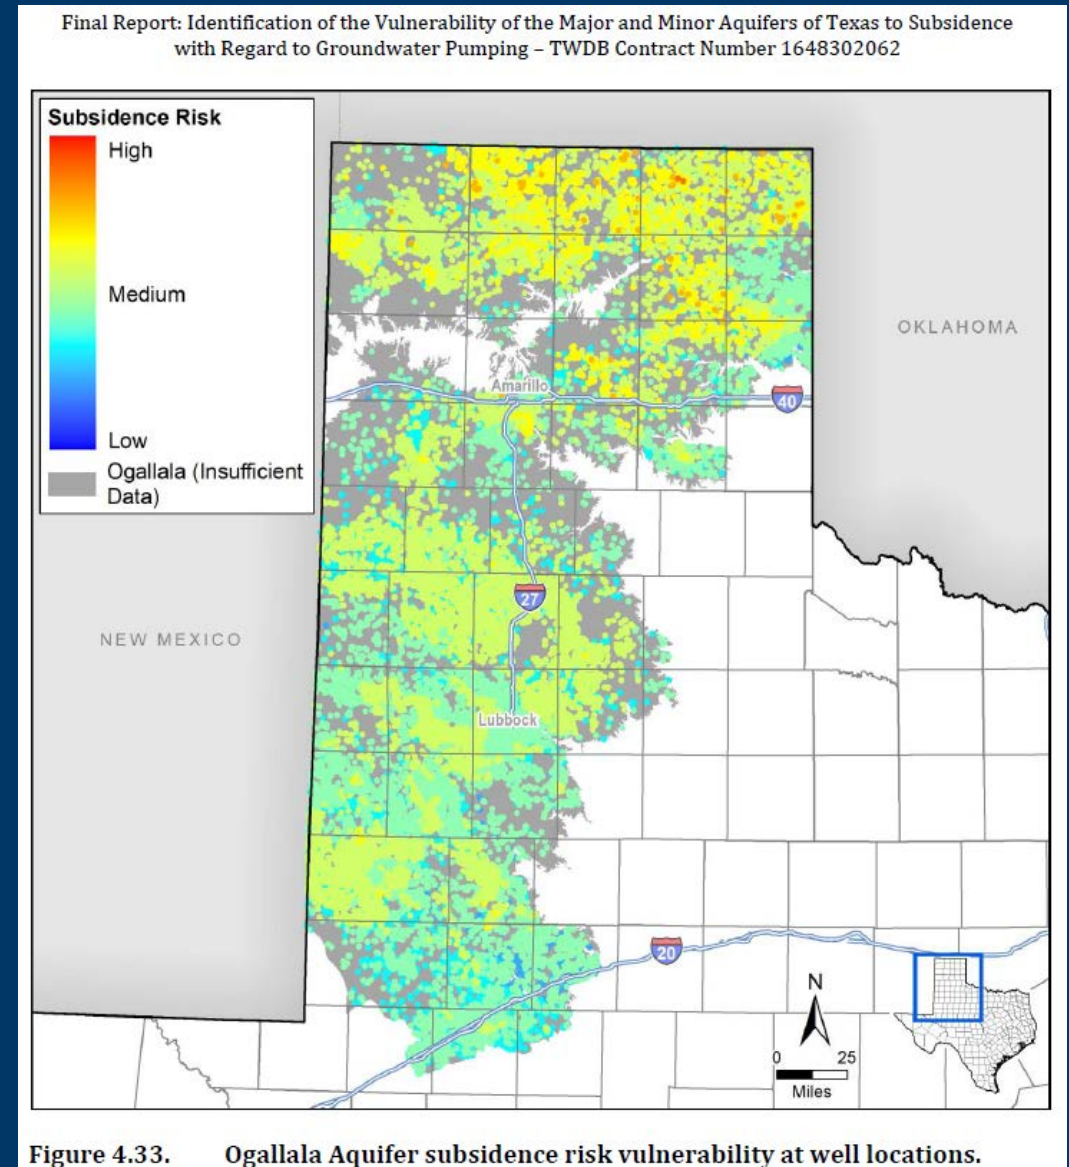 Final Report: Identification of the Vulnerability of the Major and Minor Aquifers of Texas to Subsidence
with Regard to Groundwater Pumping – TWDB Contract Number 1648302062
Subsidence Risk
High
Medium
Low
Ogallala (Insufficient
Data)
OKLAHOMA
Amarillo
40
27
NEW MEXICO
Lubbock
20
N
0 25
Miles
Figure 4.33. Ogallala Aquifer subsidence risk vulnerability at well locations.